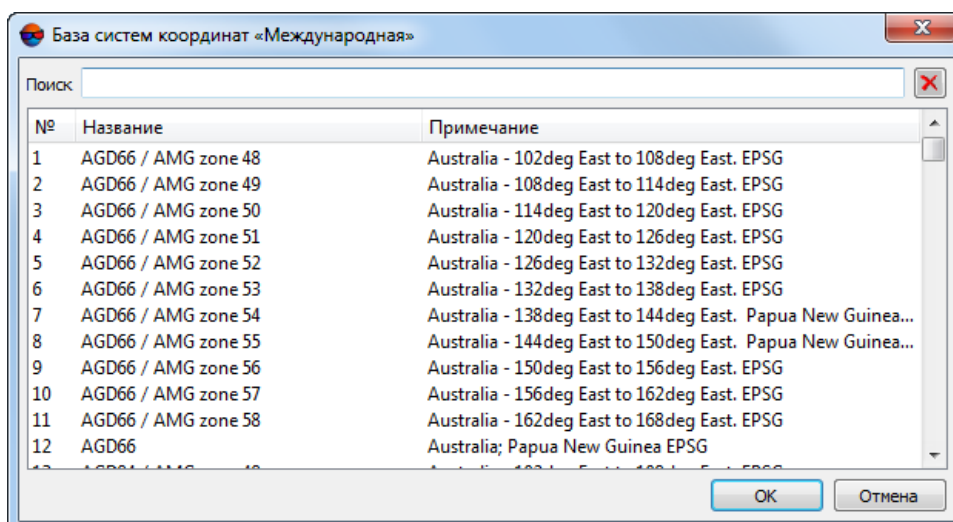 База систем координат «Международная»
Поиск
№ Название Примечание
1 AGD66 / AMG zone 48 Australia - 102deg East to 108deg East. EPSG
2 AGD66 / AMG zone 49 Australia - 108deg East to 114deg East. EPSG
3 AGD66 / AMG zone 50 Australia - 114deg East to 120deg East. EPSG
4 AGD66 / AMG zone 51 Australia - 120deg East to 126deg East. EPSG
5 AGD66 / AMG zone 52 Australia - 126deg East to 132deg East. EPSG
6 AGD66 / AMG zone 53 Australia - 132deg East to 138deg East. EPSG
7 AGD66 / AMG zone 54 Australia - 138deg East to 144deg East. Papua New Guinea...
8 AGD66 / AMG zone 55 Australia - 144deg East to 150deg East. Papua New Guinea...
9 AGD66 / AMG zone 56 Australia - 150deg East to 156deg East. EPSG
10 AGD66 / AMG zone 57 Australia - 156deg East to 162deg East. EPSG
11 AGD66 / AMG zone 58 Australia - 162deg East to 168deg East. EPSG
12 AGD66 Australia; Papua New Guinea EPSG
OK Отмена